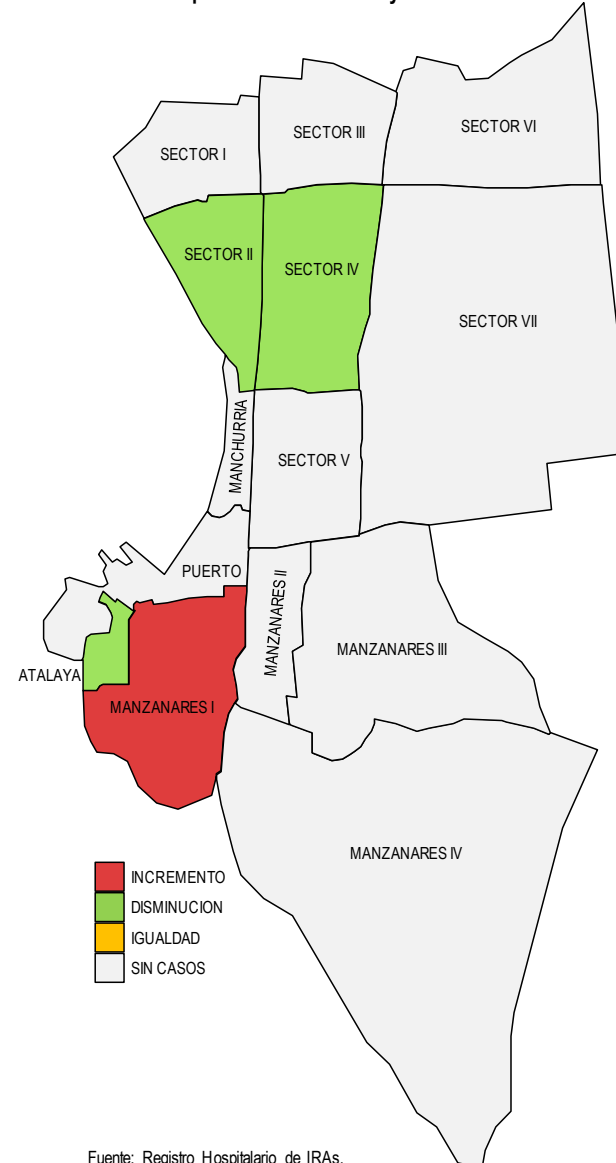 SECTOR VI
SECTOR III
SECTOR I
SECTOR II
SECTOR IV
SECTOR VII
MANCHURRIA
SECTOR V
PUERTO
MANZANARES II
MANZANARES III
ATALAYA
MANZANARES I
MANZANARES IV
INCREMENTO
DISMINUCION
IGUALDAD
SIN CASOS
Fuente: Registro Hospitalario de IRAs.